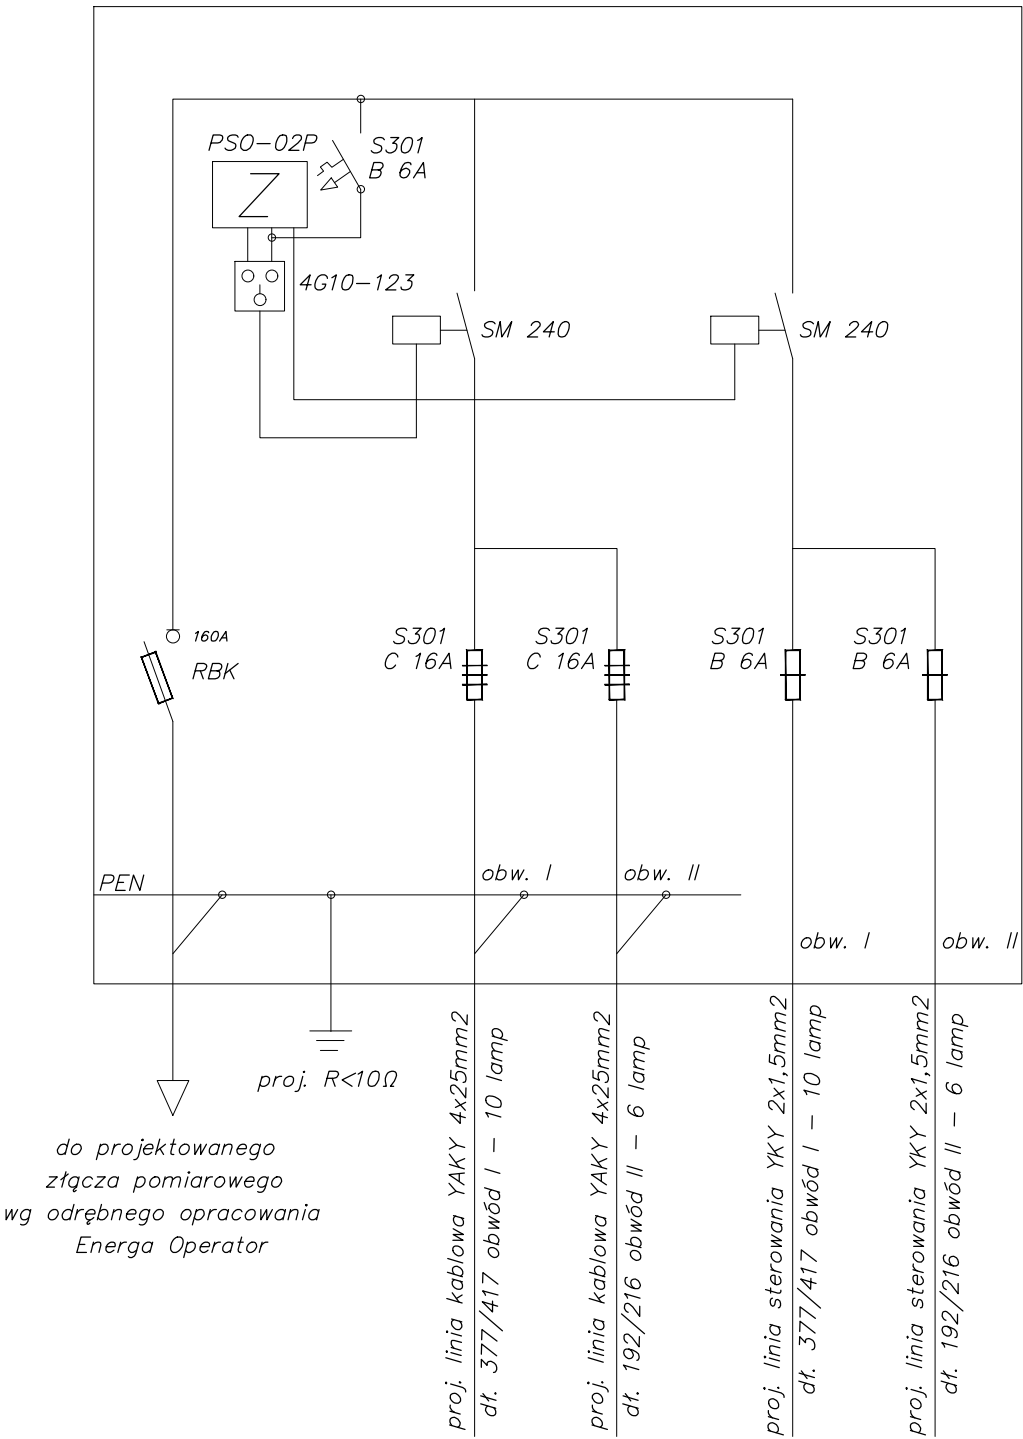 PSO-02P
S301
B 6A
Z
4G10-123
SM 240
SM 240
160A
RBK
S301
C 16A
S301
C 16A
S301
B 6A
S301
B 6A
PEN
obw. I
obw. II
obw. I
obw. II
proj. R<10Ω
do projektowanego
złącza pomiarowego
wg odrębnego opracowania
Energa Operator
proj. linia kablowa YAKY 4x25mm2
dł. 377/417 obwód I - 10 lamp
proj. linia kablowa YAKY 4x25mm2
dł. 192/216 obwód II - 6 lamp
proj. linia sterowania YKY 2x1,5mm2
dł. 377/417 obwód I - 10 lamp
proj. linia sterowania YKY 2x1,5mm2
dł. 192/216 obwód II - 6 lamp